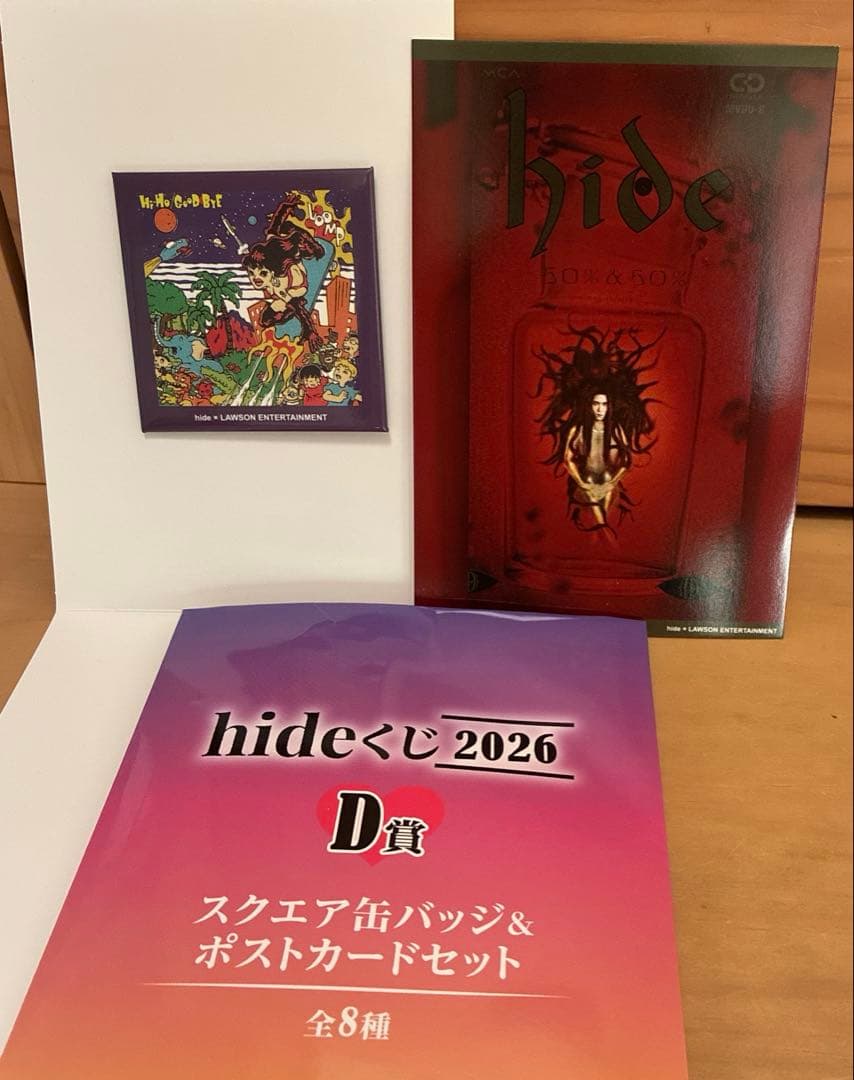 Hi-Ho/GOOD BYE
hide × LAWSON ENTERTAINMENT
MCA
hide
50%&50%
hide × LAWSON ENTERTAINMENT
hideくじ 2026
D賞
スクエア缶バッジ&
ポストカードセット
全8種